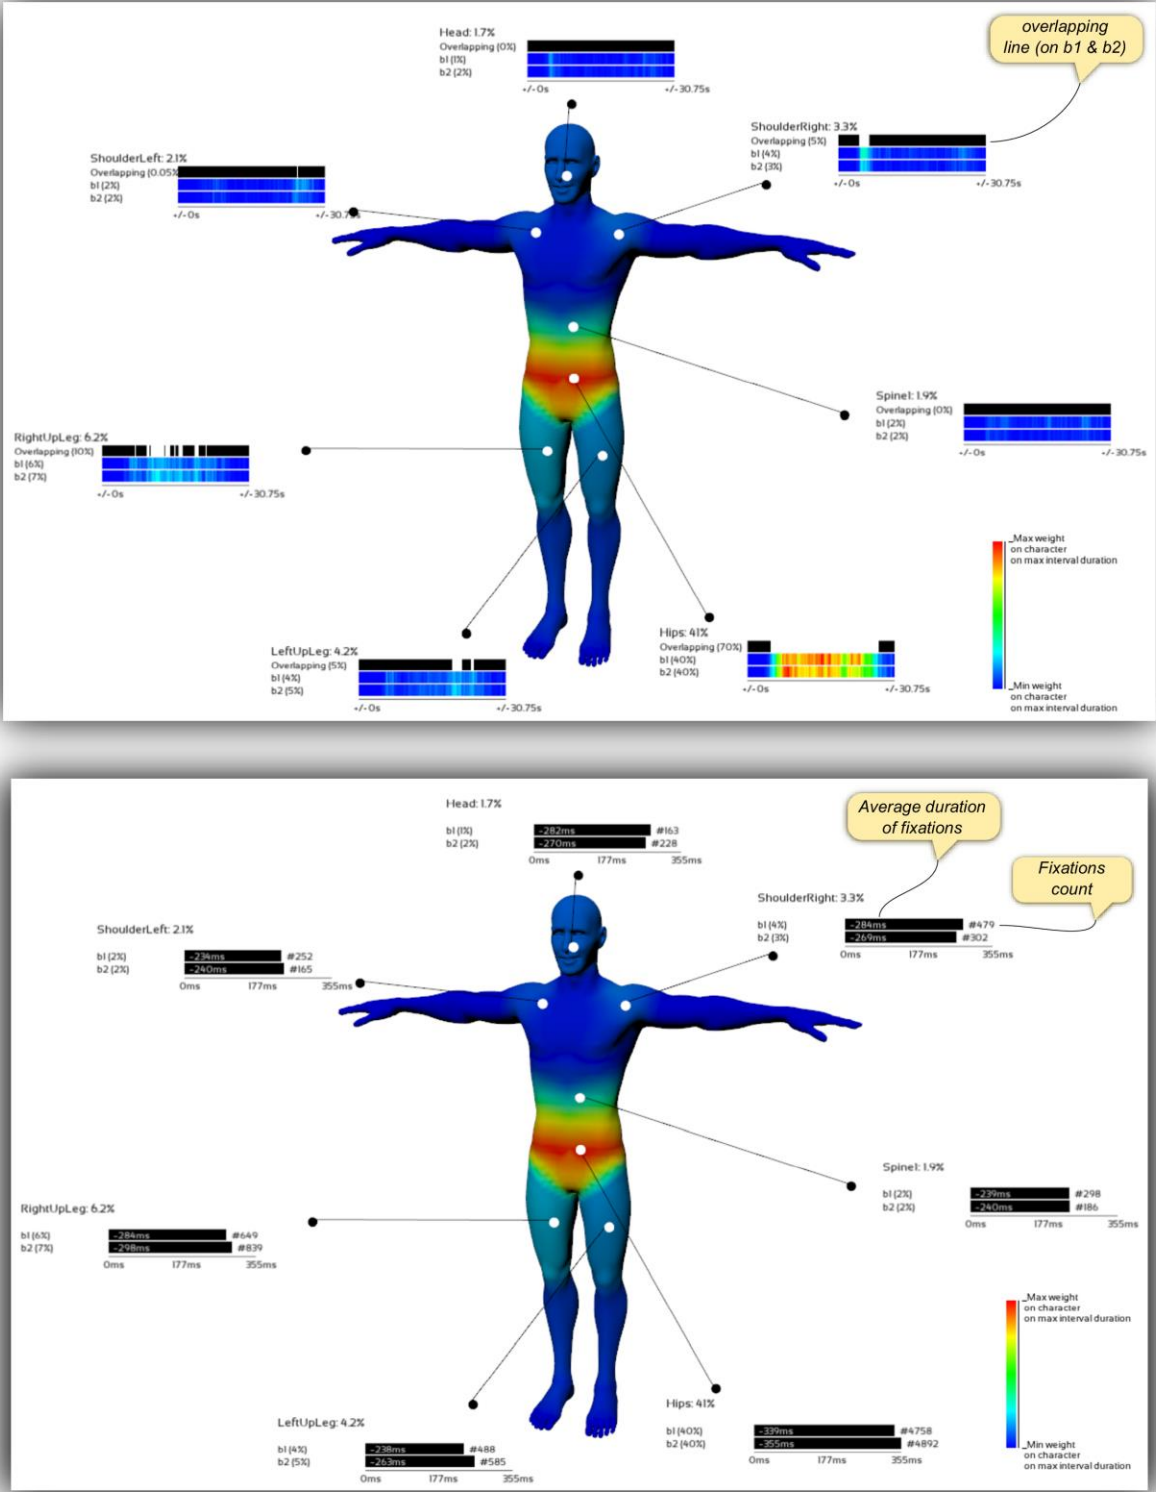 overlapping
line (on b1 & b2)
Head: 1.7%
Overlapping (0%)
b1 (1%)
b2 (2%)
+/-0s
+/-30.75s
ShoulderRight: 3.3%
Overlapping (5%)
b1 (4%)
b2 (3%)
+/-0s
+/-30.75s
ShoulderLeft: 2.1%
Overlapping (0.05%
b1 (2%)
b2 (2%)
+/-0s
+/-30.75s
Spine1: 1.9%
Overlapping (0%)
b1 (2%)
b2 (2%)
+/-0s
+/-30.75s
RightUpLeg: 6.2%
Overlapping (10%)
b1 (6%)
b2 (7%)
+/-0s
+/-30.75s
_Max weight
on character
on max interval duration
Hips: 41%
Overlapping (70%)
b1 (40%)
b2 (40%)
+/-0s
+/-30.75s
LeftUpLeg: 4.2%
Overlapping (5%)
b1 (4%)
b2 (5%)
+/-0s
+/-30.75s
_Min weight
on character
on max interval duration
Head: 1.7%
b1 (1%) ~282ms #163
b2 (2%) ~270ms #228
0ms 177ms 355ms
Average duration
of fixations
Fixations
count
ShoulderRight: 3.3%
b1 (4%) ~284ms #479
b2 (3%) ~269ms #302
0ms 177ms 355ms
ShoulderLeft: 2.1%
b1 (2%) ~234ms #252
b2 (2%) ~240ms #165
0ms 177ms 355ms
Spine1: 1.9%
b1 (2%) ~239ms #298
b2 (2%) ~240ms #186
0ms 177ms 355ms
RightUpLeg: 6.2%
b1 (6%) ~284ms #649
b2 (7%) ~298ms #839
0ms 177ms 355ms
_Max weight
on character
on max interval duration
Hips: 41%
b1 (40%) ~339ms #4758
b2 (40%) ~355ms #4892
0ms 177ms 355ms
LeftUpLeg: 4.2%
b1 (4%) ~238ms #488
b2 (5%) ~263ms #585
0ms 177ms 355ms
_Min weight
on character
on max interval duration